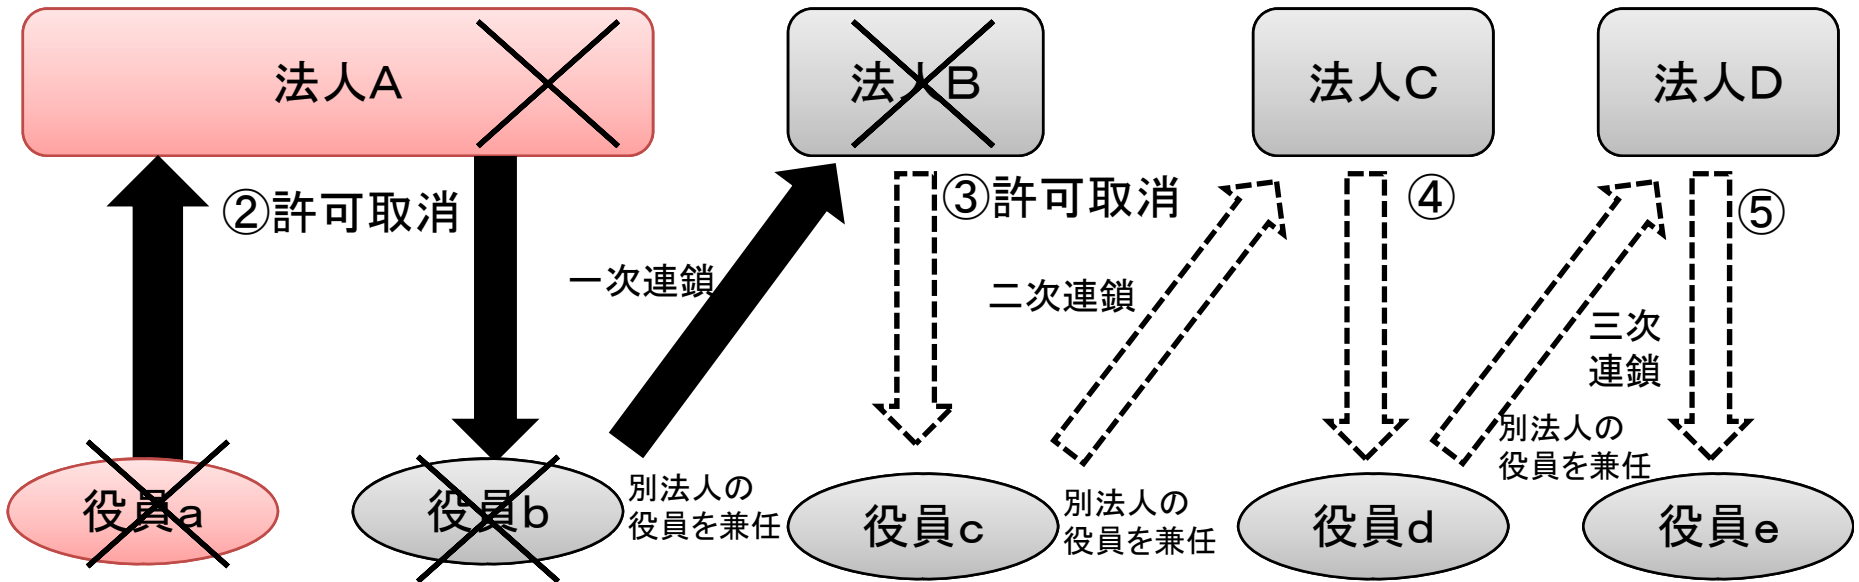 法人A
法人B
法人C
法人D
②許可取消
③許可取消
④
⑤
一次連鎖
二次連鎖
三次
連鎖
別法人の
役員を兼任
別法人の
役員を兼任
別法人の
役員を兼任
役員a
役員b
役員c
役員d
役員e